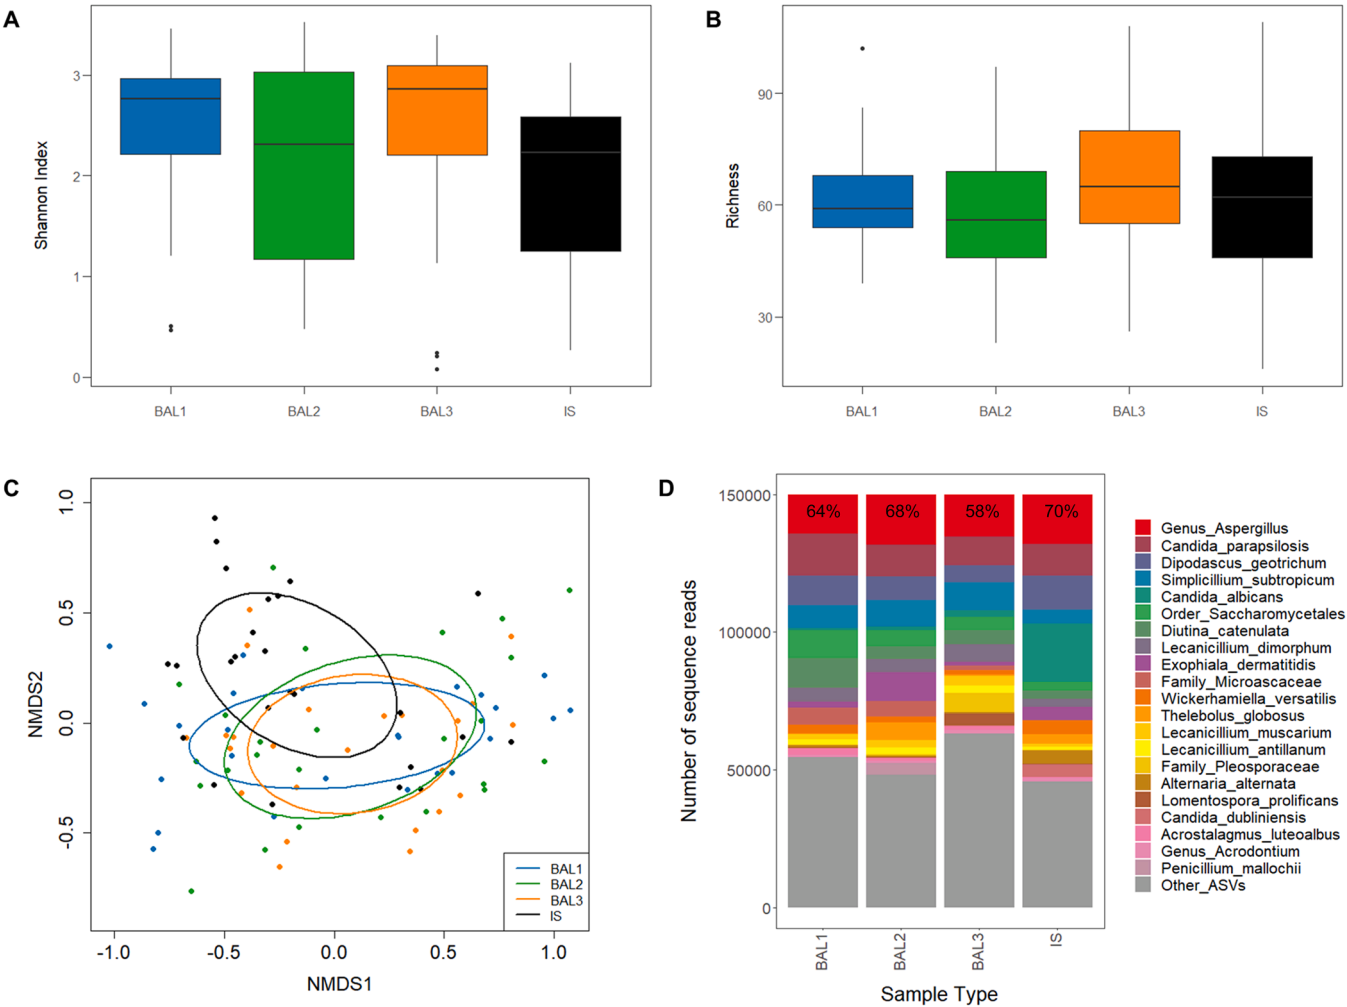 A
Shannon Index
3
2
1
0
BAL1 BAL2 BAL3 IS
B
Richness
90
60
30
BAL1 BAL2 BAL3 IS
C
NMDS2
1.0
0.5
0.0
-0.5
-1.0 -0.5 0.0 0.5 1.0
NMDS1
BAL1
BAL2
BAL3
IS
D
Number of sequence reads
150000
100000
50000
0
64% 68% 58% 70%
BAL1 BAL2 BAL3 IS
Sample Type
Genus_Aspergillus
Candida_parapsilosis
Dipodascus_geotrichum
Simplicillium_subtropicum
Candida_albicans
Order_Saccharomycetales
Diutina_catenulata
Lecanicillium_dimorphum
Exophiala_dermatitidis
Family_Microascaceae
Wickerhamiella_versatilis
Thelebolus_globosus
Lecanicillium_muscarium
Lecanicillium_antillanum
Family_Pleosporaceae
Alternaria_alternata
Lomentospora_prolificans
Candida_dubliniensis
Acrostalagmus_luteoalbus
Genus_Acrodontium
Penicillium_mallochii
Other_ASVs